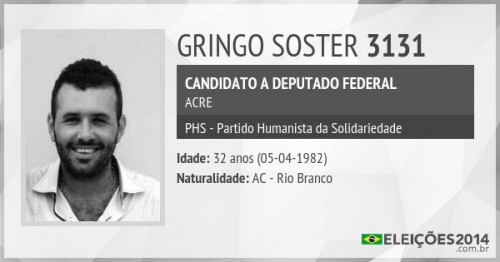 GRINGO SOSTER 3131
CANDIDATO A DEPUTADO FEDERAL
ACRE
PHS - Partido Humanista da Solidariedade
Idade: 32 anos (05-04-1982)
Naturalidade: AC - Rio Branco
ELEIÇÕES2014
.com.br